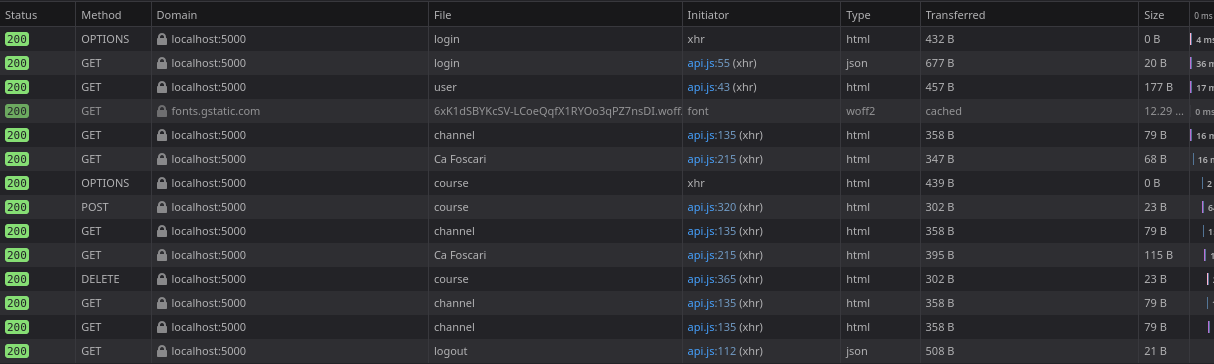 Status Method Domain File Initiator Type Transferred Size 0 ms
200 OPTIONS localhost:5000 login xhr html 432 B 0 B 4 ms
200 GET localhost:5000 login api.js:55 (xhr) json 677 B 20 B 36 m
200 GET localhost:5000 user api.js:43 (xhr) html 457 B 177 B 17 m
200 GET fonts.gstatic.com 6xK1dSBYKcSV-LCoeQqfX1RYOo3qPZ7nsDI.woff. font woff2 cached 12.29 ... 0 ms
200 GET localhost:5000 channel api.js:135 (xhr) html 358 B 79 B 16 m
200 GET localhost:5000 Ca Foscari api.js:215 (xhr) html 347 B 68 B 16 m
200 OPTIONS localhost:5000 course xhr html 439 B 0 B 2
200 POST localhost:5000 course api.js:320 (xhr) html 302 B 23 B 6
200 GET localhost:5000 channel api.js:135 (xhr) html 358 B 79 B 1
200 GET localhost:5000 Ca Foscari api.js:215 (xhr) html 395 B 115 B
200 DELETE localhost:5000 course api.js:365 (xhr) html 302 B 23 B
200 GET localhost:5000 channel api.js:135 (xhr) html 358 B 79 B
200 GET localhost:5000 channel api.js:135 (xhr) html 358 B 79 B
200 GET localhost:5000 logout api.js:112 (xhr) json 508 B 21 B